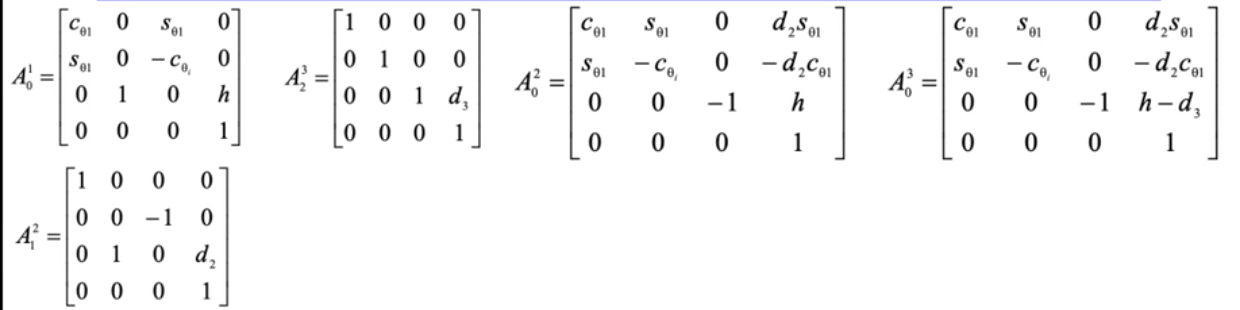 A_0^1 = [c_θ1 0 s_θ1 0; s_θ1 0 −c_θi 0; 0 1 0 h; 0 0 0 1]
A_2^3 = [1 0 0 0; 0 1 0 0; 0 0 1 d_3; 0 0 0 1]
A_0^2 = [c_θ1 s_θ1 0 d_2s_θ1; s_θ1 −c_θi 0 −d_2c_θ1; 0 0 −1 h; 0 0 0 1]
A_0^3 = [c_θ1 s_θ1 0 d_2s_θ1; s_θ1 −c_θi 0 −d_2c_θ1; 0 0 −1 h−d_3; 0 0 0 1]
A_1^2 = [1 0 0 0; 0 0 −1 0; 0 1 0 d_2; 0 0 0 1]